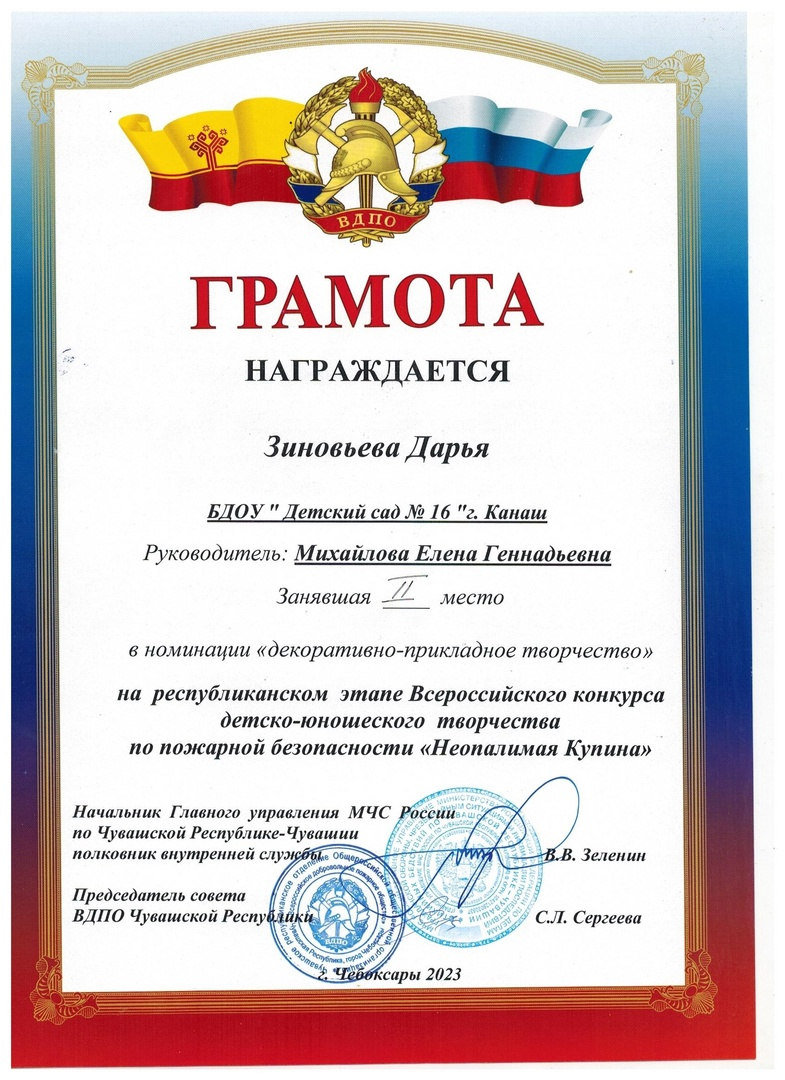 ВДПО
ГРАМОТА
НАГРАЖДАЕТСЯ
Зиновьева Дарья
БДОУ " Детский сад № 16 "г. Канаш
Руководитель: Михайлова Елена Геннадьевна
Занявшая II место
в номинации «декоративно-прикладное творчество»
на республиканском этапе Всероссийского конкурса
детско-юношеского творчества
по пожарной безопасности «Неопалимая Купина»
Начальник Главного управления МЧС России
по Чувашской Республике-Чувашии
полковник внутренней службы
В.В. Зеленин
Председатель совета
ВДПО Чувашской Республики
С.Л. Сергеева
ВДПО
г. Чебоксары 2023